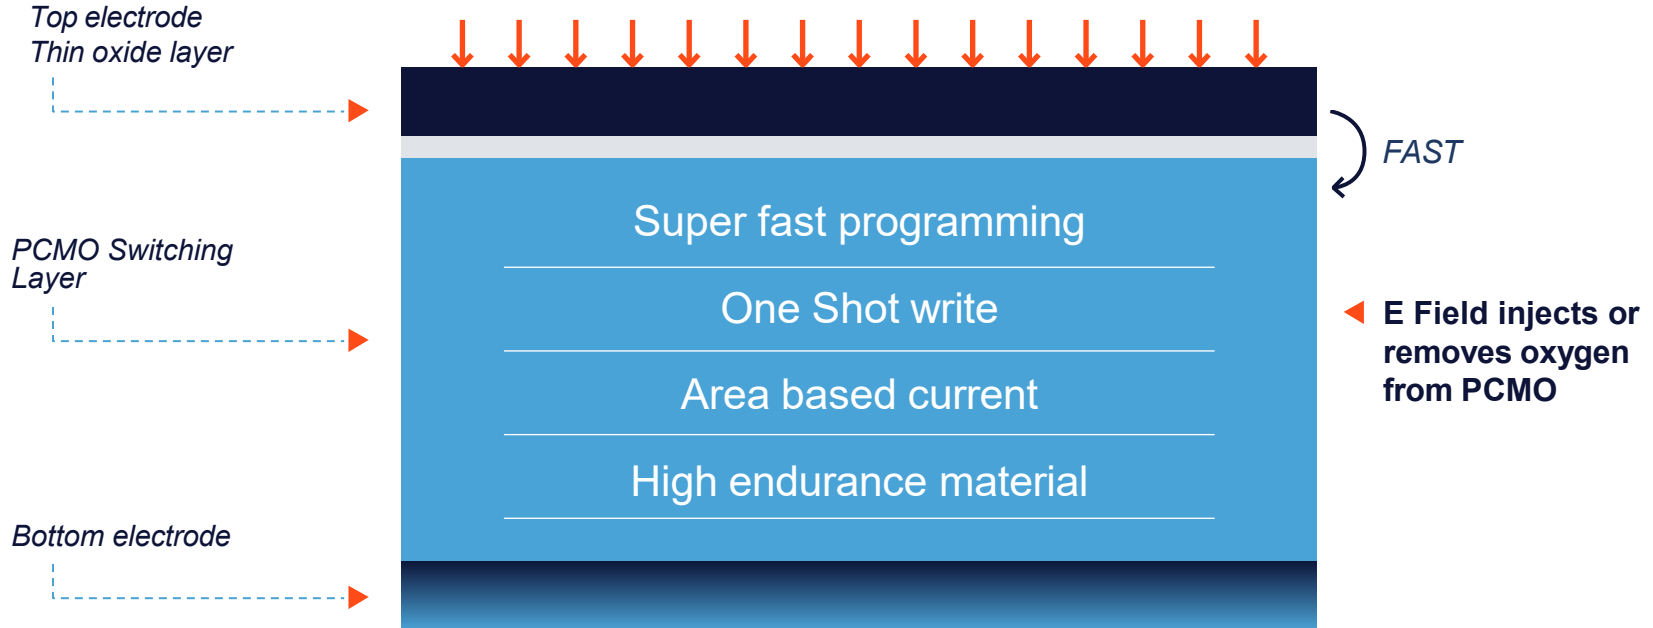 Top electrode
Thin oxide layer
FAST
Super fast programming
PCMO Switching
Layer
One Shot write
E Field injects or
removes oxygen
from PCMO
Area based current
High endurance material
Bottom electrode